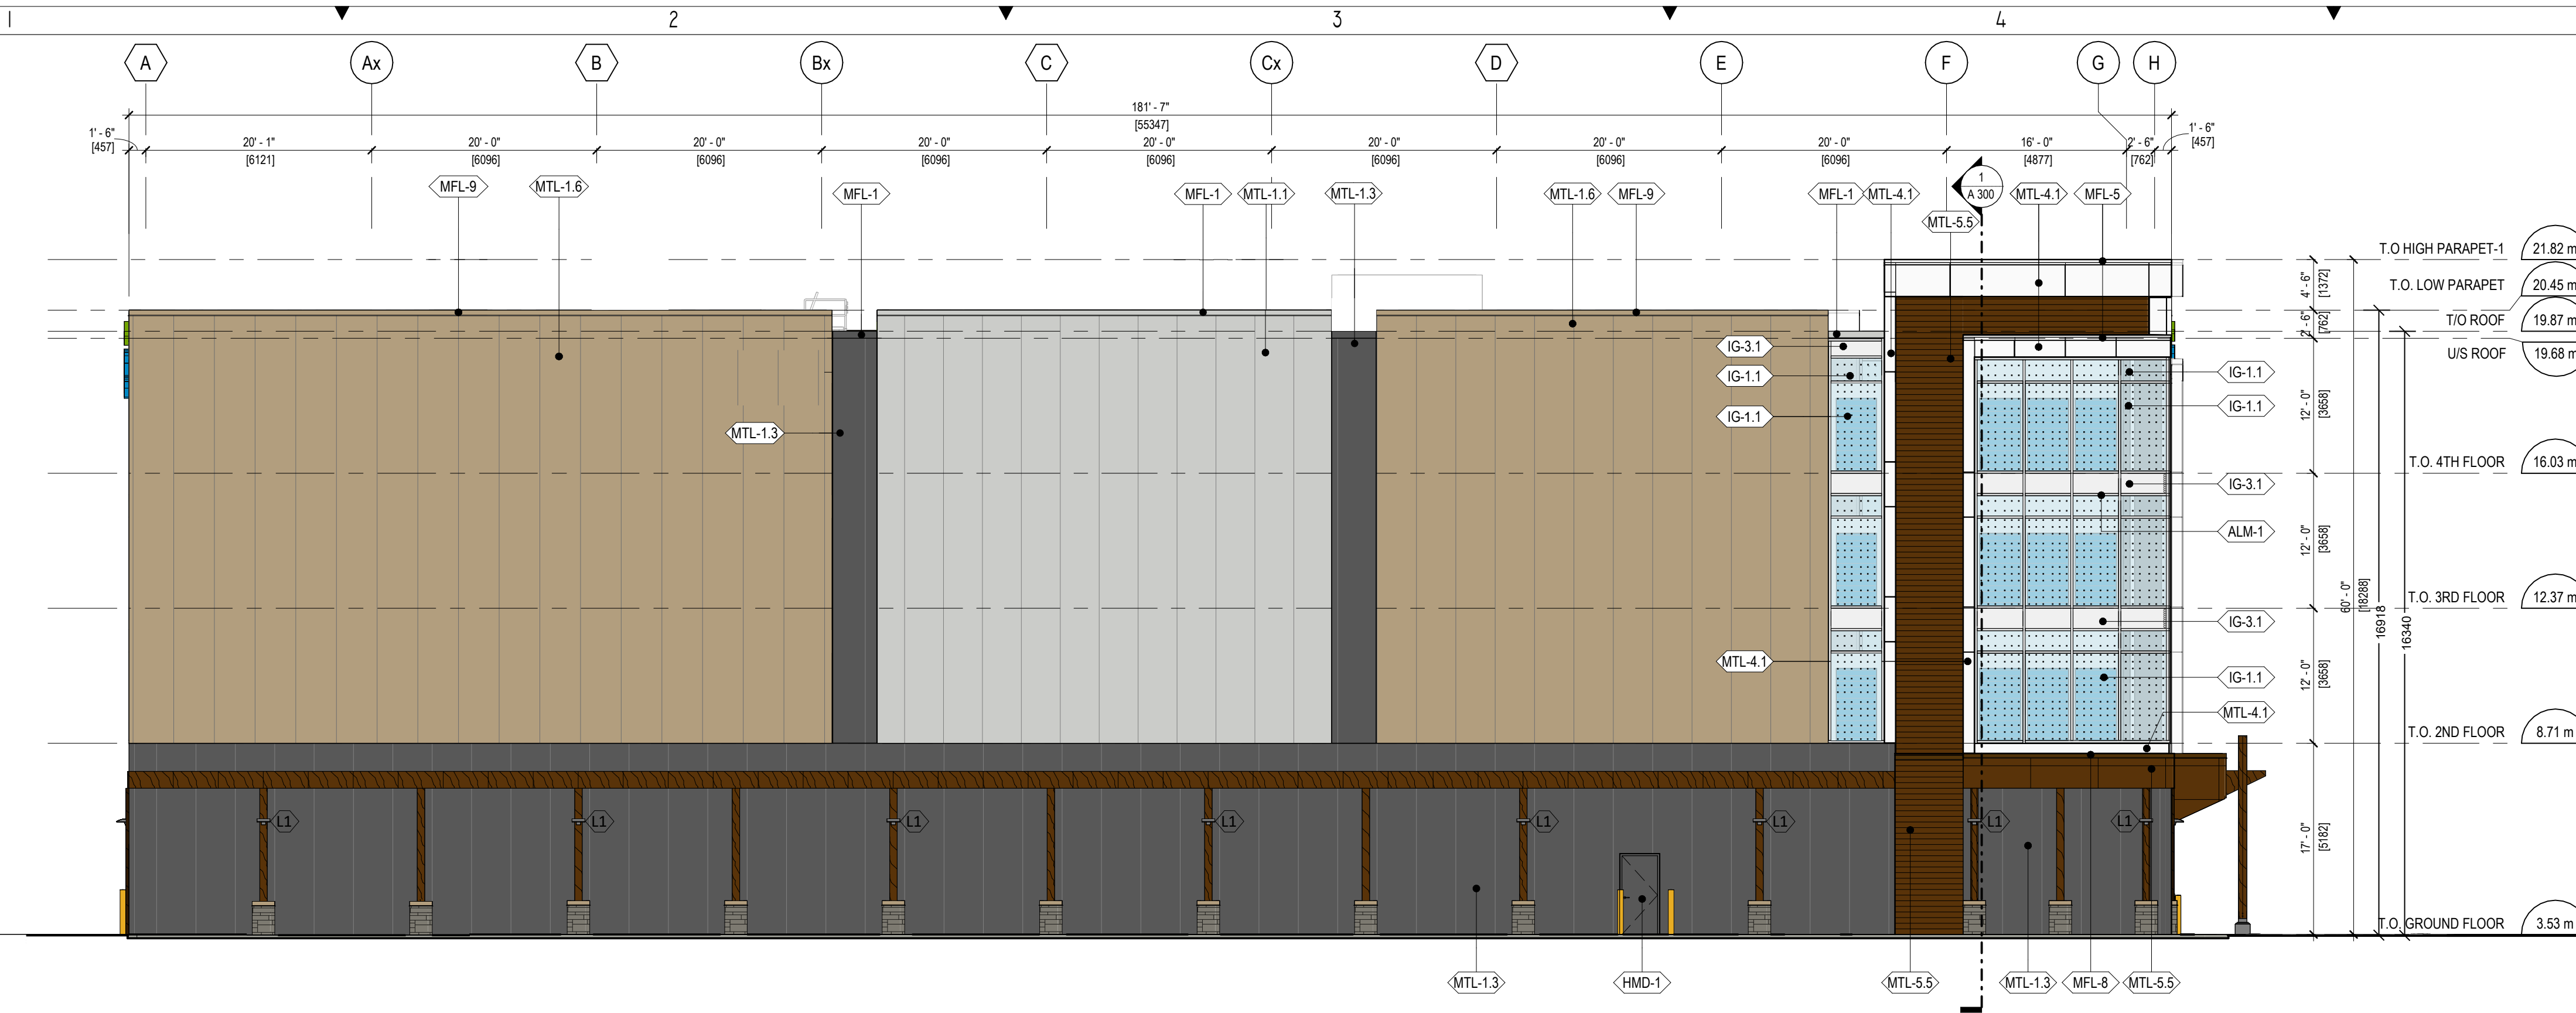 1 2 3 4
A Ax B Bx C Cx D E F G H
181' - 7"
[55347]
1' - 6" 20' - 1" 20' - 0" 20' - 0" 20' - 0" 20' - 0" 20' - 0" 20' - 0" 20' - 0" 16' - 0" 2' - 6" 1' - 6"
[457] [6121] [6096] [6096] [6096] [6096] [6096] [6096] [6096] [4877] [762] [457]
MFL-9 MTL-1.6 MFL-1 MFL-1 MTL-1.1 MTL-1.3 MTL-1.6 MFL-9 MFL-1 MTL-4.1 1 MTL-4.1 MFL-5
A 300
MTL-5.5
T.O HIGH PARAPET-1 21.82 m
4' - 6"
[1372]
T.O. LOW PARAPET 20.45 m
2' - 6"
[762]
T/O ROOF 19.87 m
IG-3.1
U/S ROOF 19.68 m
IG-1.1 IG-1.1
IG-1.1 IG-1.1
12' - 0"
[3658]
MTL-1.3
T.O. 4TH FLOOR 16.03 m
IG-3.1
ALM-1
12' - 0"
[3658]
T.O. 3RD FLOOR 12.37 m
60' - 0"
[18288]
16918
16340
IG-3.1
MTL-4.1
IG-1.1
12' - 0"
[3658]
MTL-4.1
T.O. 2ND FLOOR 8.71 m
L1 L1 L1 L1 L1 L1 L1 L1
17' - 0"
[5182]
T.O. GROUND FLOOR 3.53 m
MTL-1.3 HMD-1 MTL-5.5 MTL-1.3 MFL-8 MTL-5.5